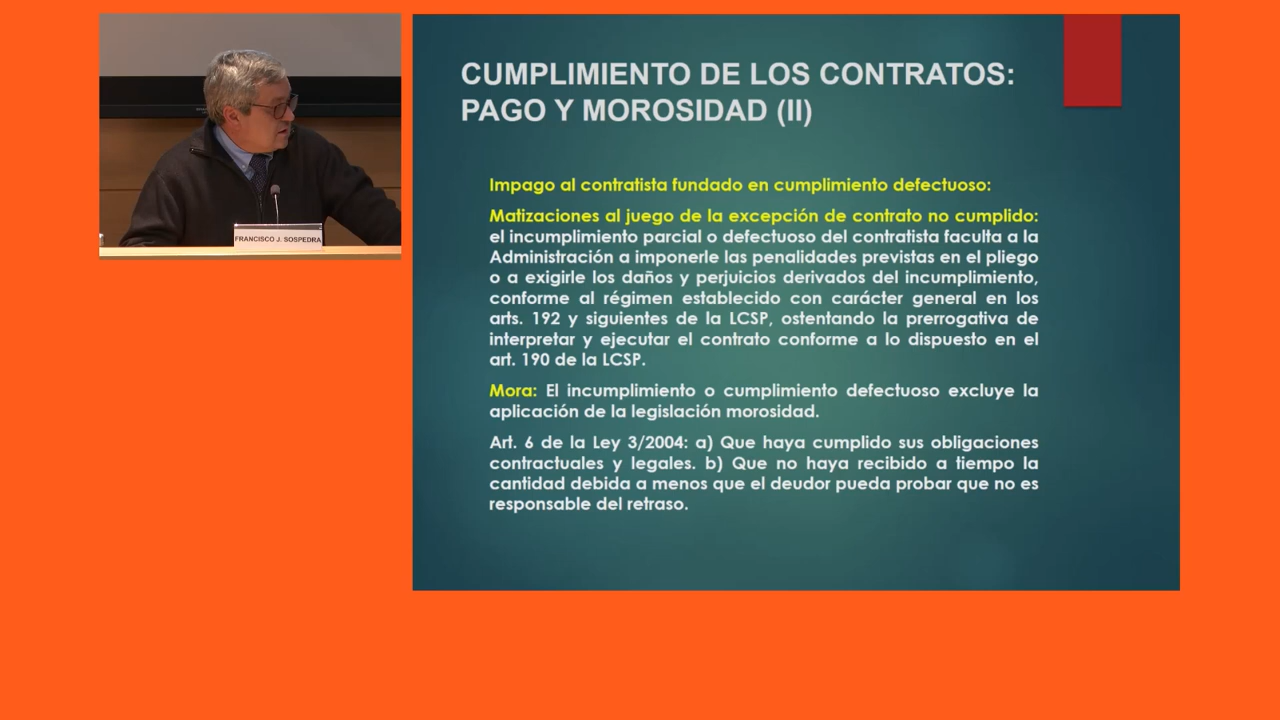 CUMPLIMIENTO DE LOS CONTRATOS:
PAGO Y MOROSIDAD (II)
Impago al contratista fundado en cumplimiento defectuoso:
Matizaciones al juego de la excepción de contrato no cumplido:
el incumplimiento parcial o defectuoso del contratista faculta a la
Administración a imponerle las penalidades previstas en el pliego
o a exigirle los daños y perjuicios derivados del incumplimiento,
conforme al régimen establecido con carácter general en los
arts. 192 y siguientes de la LCSP, ostentando la prerrogativa de
interpretar y ejecutar el contrato conforme a lo dispuesto en el
art. 190 de la LCSP.
Mora: El incumplimiento o cumplimiento defectuoso excluye la
aplicación de la legislación morosidad.
Art. 6 de la Ley 3/2004: a) Que haya cumplido sus obligaciones
contractuales y legales. b) Que no haya recibido a tiempo la
cantidad debida a menos que el deudor pueda probar que no es
responsable del retraso.
FRANCISCO J. SOSPEDRA